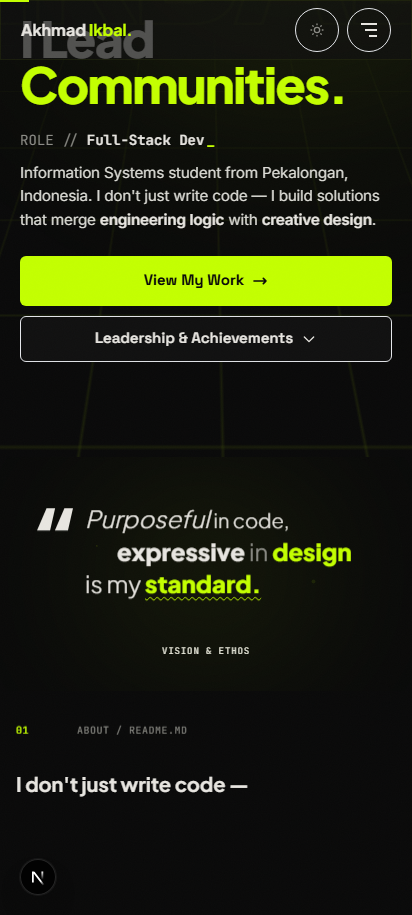 Akhmad Ikbal.
I Lead
Communities.
ROLE // Full-Stack Dev_
Information Systems student from Pekalongan,
Indonesia. I don't just write code — I build solutions
that merge engineering logic with creative design.
View My Work →
Leadership & Achievements
"Purposeful in code,
expressive in design
is my standard.
VISION & ETHOS
01 ABOUT / README.MD
I don't just write code —
N